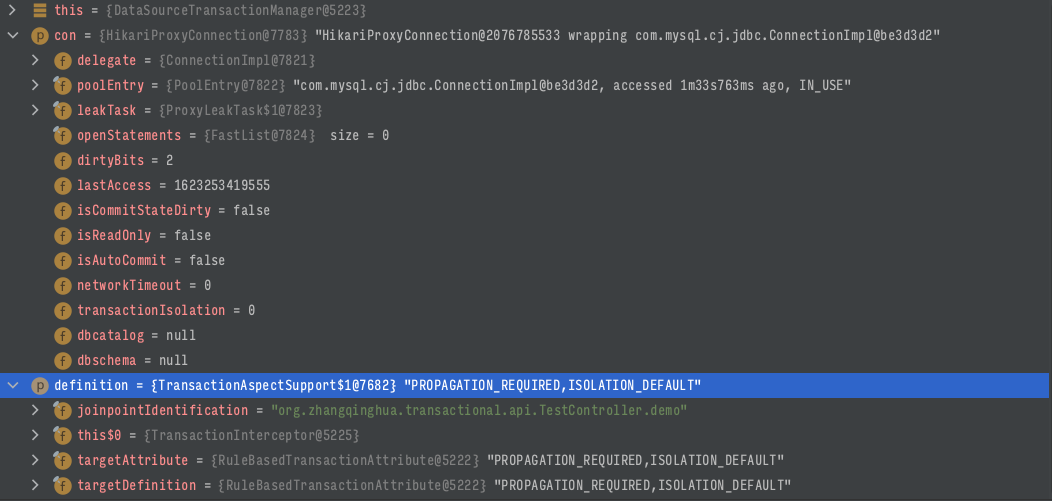 this = {DataSourceTransactionManager@5223}
p con = {HikariProxyConnection@7783} "HikariProxyConnection@2076785533 wrapping com.mysql.cj.jdbc.ConnectionImpl@be3d3d2"
f delegate = {ConnectionImpl@7821}
f poolEntry = {PoolEntry@7822} "com.mysql.cj.jdbc.ConnectionImpl@be3d3d2, accessed 1m33s763ms ago, IN_USE"
f leakTask = {ProxyLeakTask$1@7823}
f openStatements = {FastList@7824} size = 0
f dirtyBits = 2
f lastAccess = 1623253419555
f isCommitStateDirty = false
f isReadOnly = false
f isAutoCommit = false
f networkTimeout = 0
f transactionIsolation = 0
f dbcatalog = null
f dbschema = null
p definition = {TransactionAspectSupport$1@7682} "PROPAGATION_REQUIRED,ISOLATION_DEFAULT"
f joinpointIdentification = "org.zhangqinghua.transactional.api.TestController.demo"
f this$0 = {TransactionInterceptor@5225}
f targetAttribute = {RuleBasedTransactionAttribute@5222} "PROPAGATION_REQUIRED,ISOLATION_DEFAULT"
f targetDefinition = {RuleBasedTransactionAttribute@5222} "PROPAGATION_REQUIRED,ISOLATION_DEFAULT"